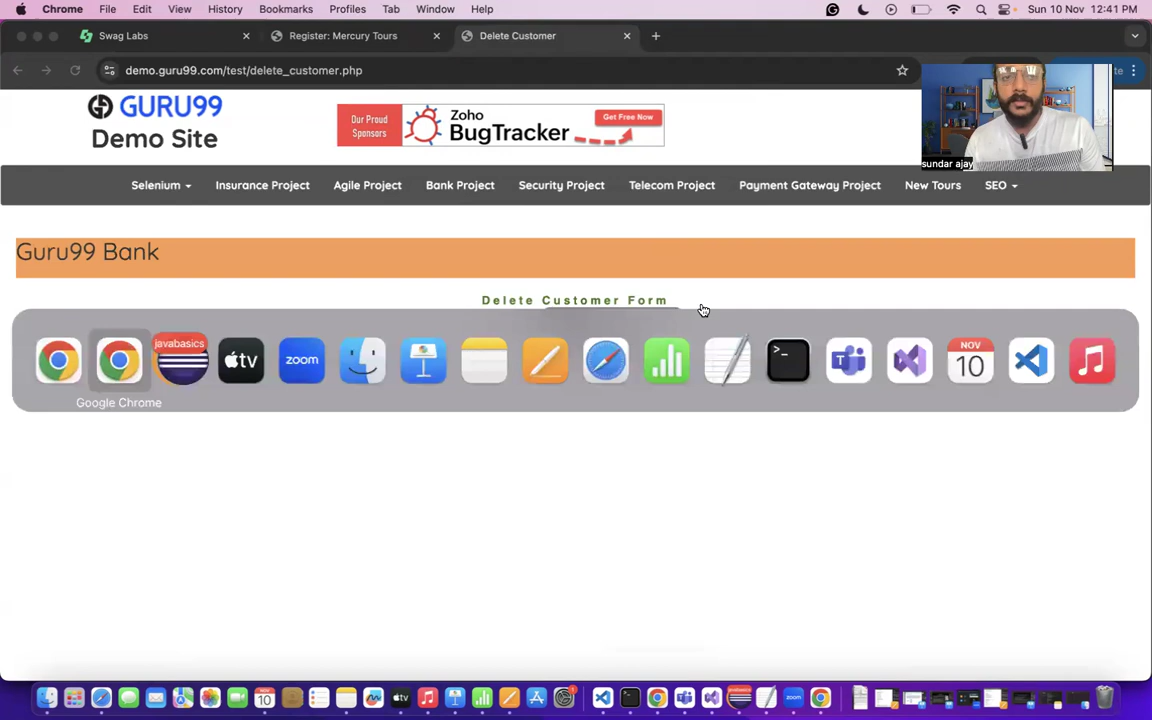 Chrome File Edit View History Bookmarks Profiles Tab Window Help Sun 10 Nov 12:41 PM
Swag Labs Register: Mercury Tours Delete Customer
demo.guru99.com/test/delete_customer.php
te
GURU99
Demo Site
Our Proud
Sponsors
Zoho
BugTracker
Get Free Now
sundar ajay
Selenium Insurance Project Agile Project Bank Project Security Project Telecom Project Payment Gateway Project New Tours SEO
Guru99 Bank
Delete Customer Form
javabasics
tv
zoom
>_
NOV
10
Google Chrome
10